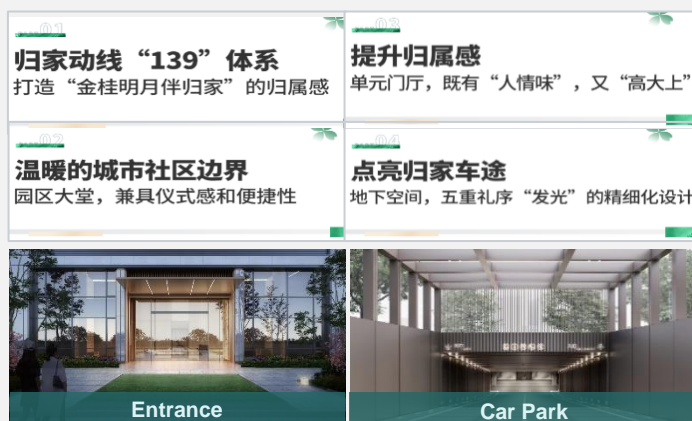 01
归家动线“139”体系
打造“金桂明月伴归家”的归属感
03
提升归属感
单元门厅，既有“人情味”，又“高大上”
02
温暖的城市社区边界
园区大堂，兼具仪式感和便捷性
04
点亮归家车途
地下空间，五重礼序“发光”的精细化设计
Entrance
Car Park